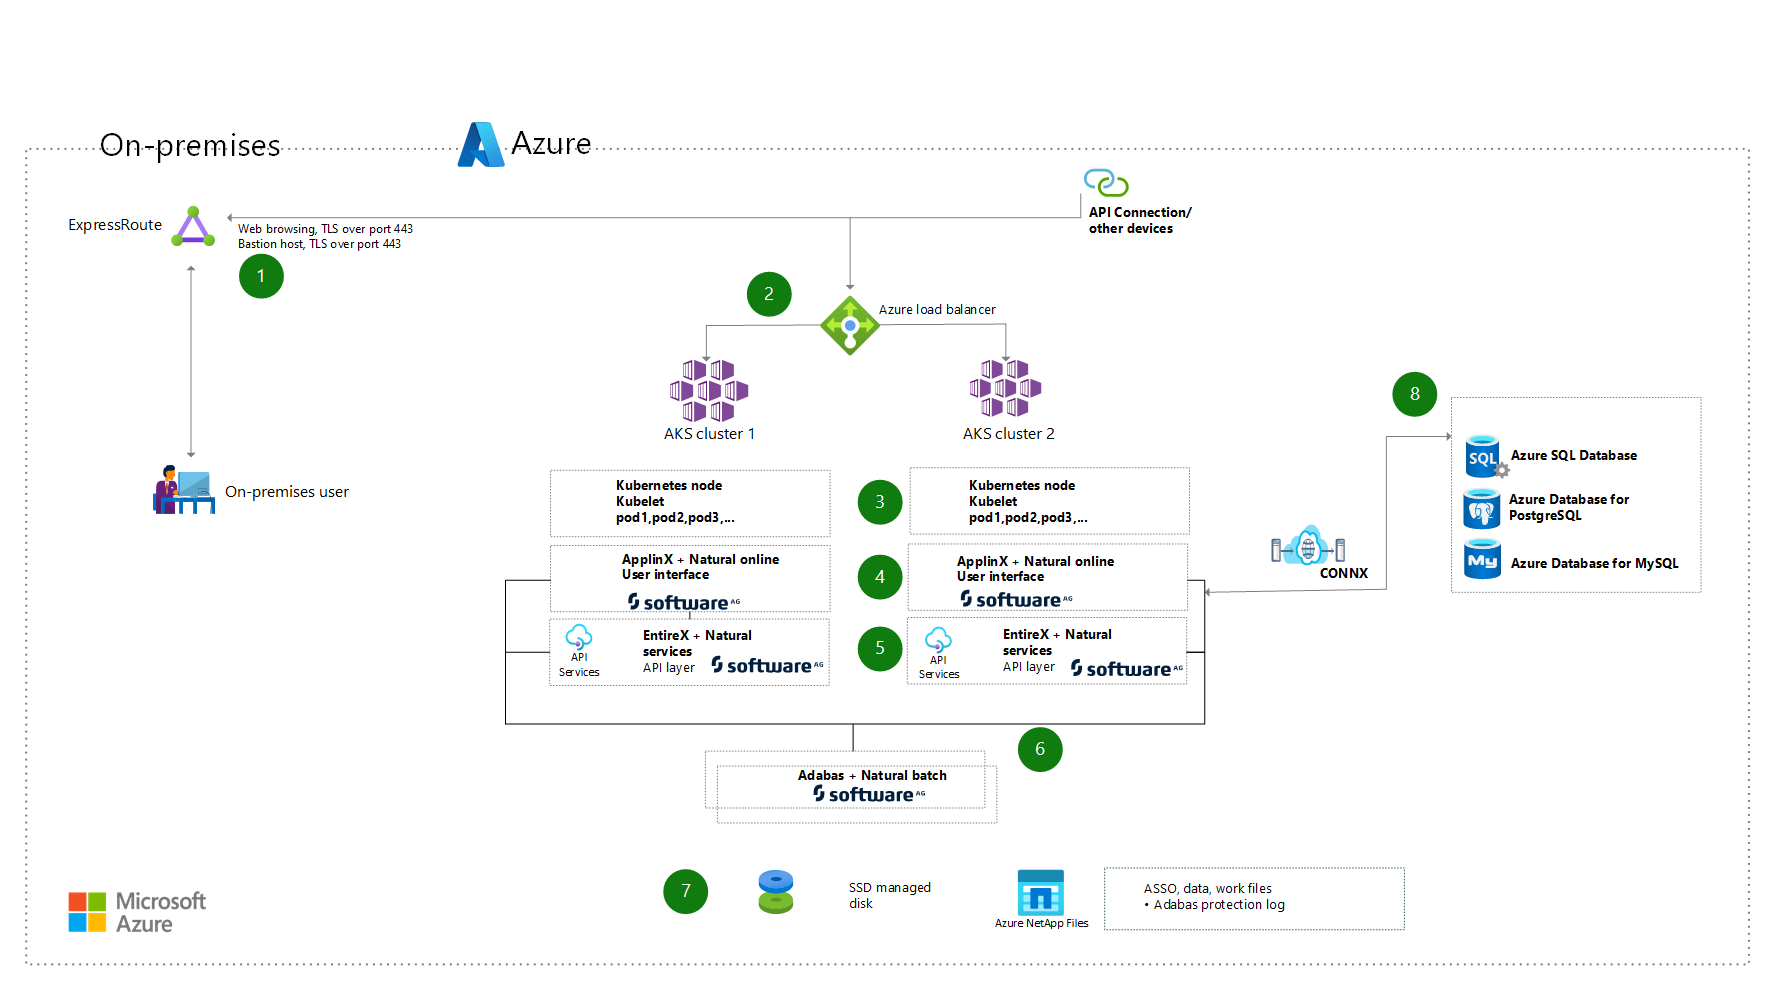 On-premises
Azure
ExpressRoute
Web browsing, TLS over port 443
Bastion host, TLS over port 443
1
API Connection/
other devices
2
Azure load balancer
AKS cluster 1
AKS cluster 2
On-premises user
Kubernetes node
Kubelet
pod1,pod2,pod3,...
3
Kubernetes node
Kubelet
pod1,pod2,pod3,...
ApplinX + Natural online
User interface
software AG
4
ApplinX + Natural online
User interface
software AG
API
Services
EntireX + Natural
services
API layer
software AG
5
API
Services
EntireX + Natural
services
API layer
software AG
6
Adabas + Natural batch
software AG
CONNX
8
SQL
Azure SQL Database
Azure Database for
PostgreSQL
My
Azure Database for MySQL
7
SSD managed
disk
Azure NetApp Files
ASSO, data, work files
• Adabas protection log
Microsoft
Azure